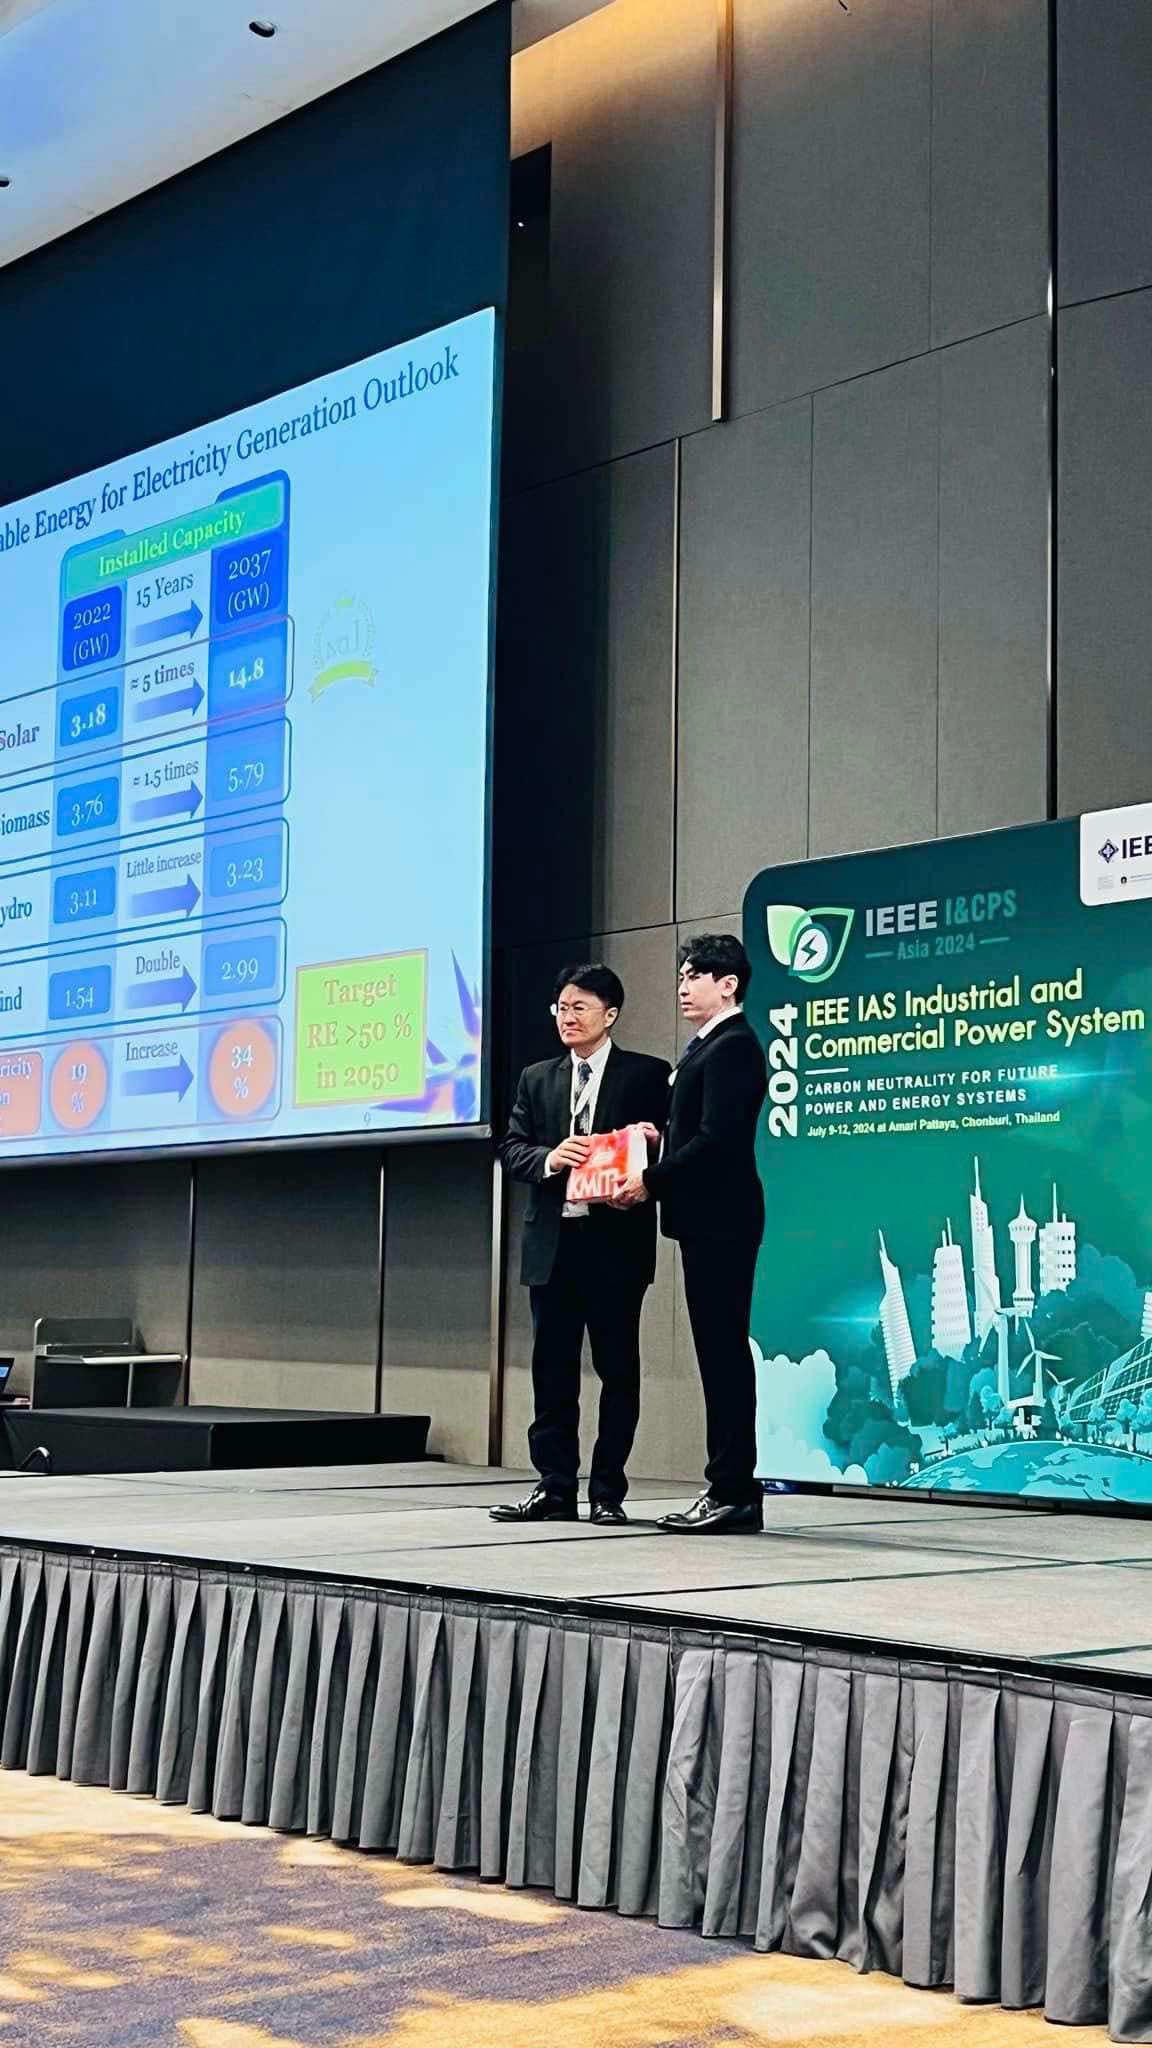 Energy for Electricity Generation Outlook
Installed Capacity
2022
(GW)
15 Years
2037
(GW)
Solar
3.18
≈ 5 times
14.8
No.1
iomass
3.76
≈ 1.5 times
5.79
ydro
3.11
Little increase
3.23
ind
1.54
Double
2.99
ricity
19
%
Increase
34
%
Target
RE >50 %
in 2050
9
KMITL
IEEE I&CPS
Asia 2024
2024
IEEE IAS Industrial and
Commercial Power System
CARBON NEUTRALITY FOR FUTURE
POWER AND ENERGY SYSTEMS
July 9-12, 2024 at Amari Pattaya, Chonburi, Thailand
IEE